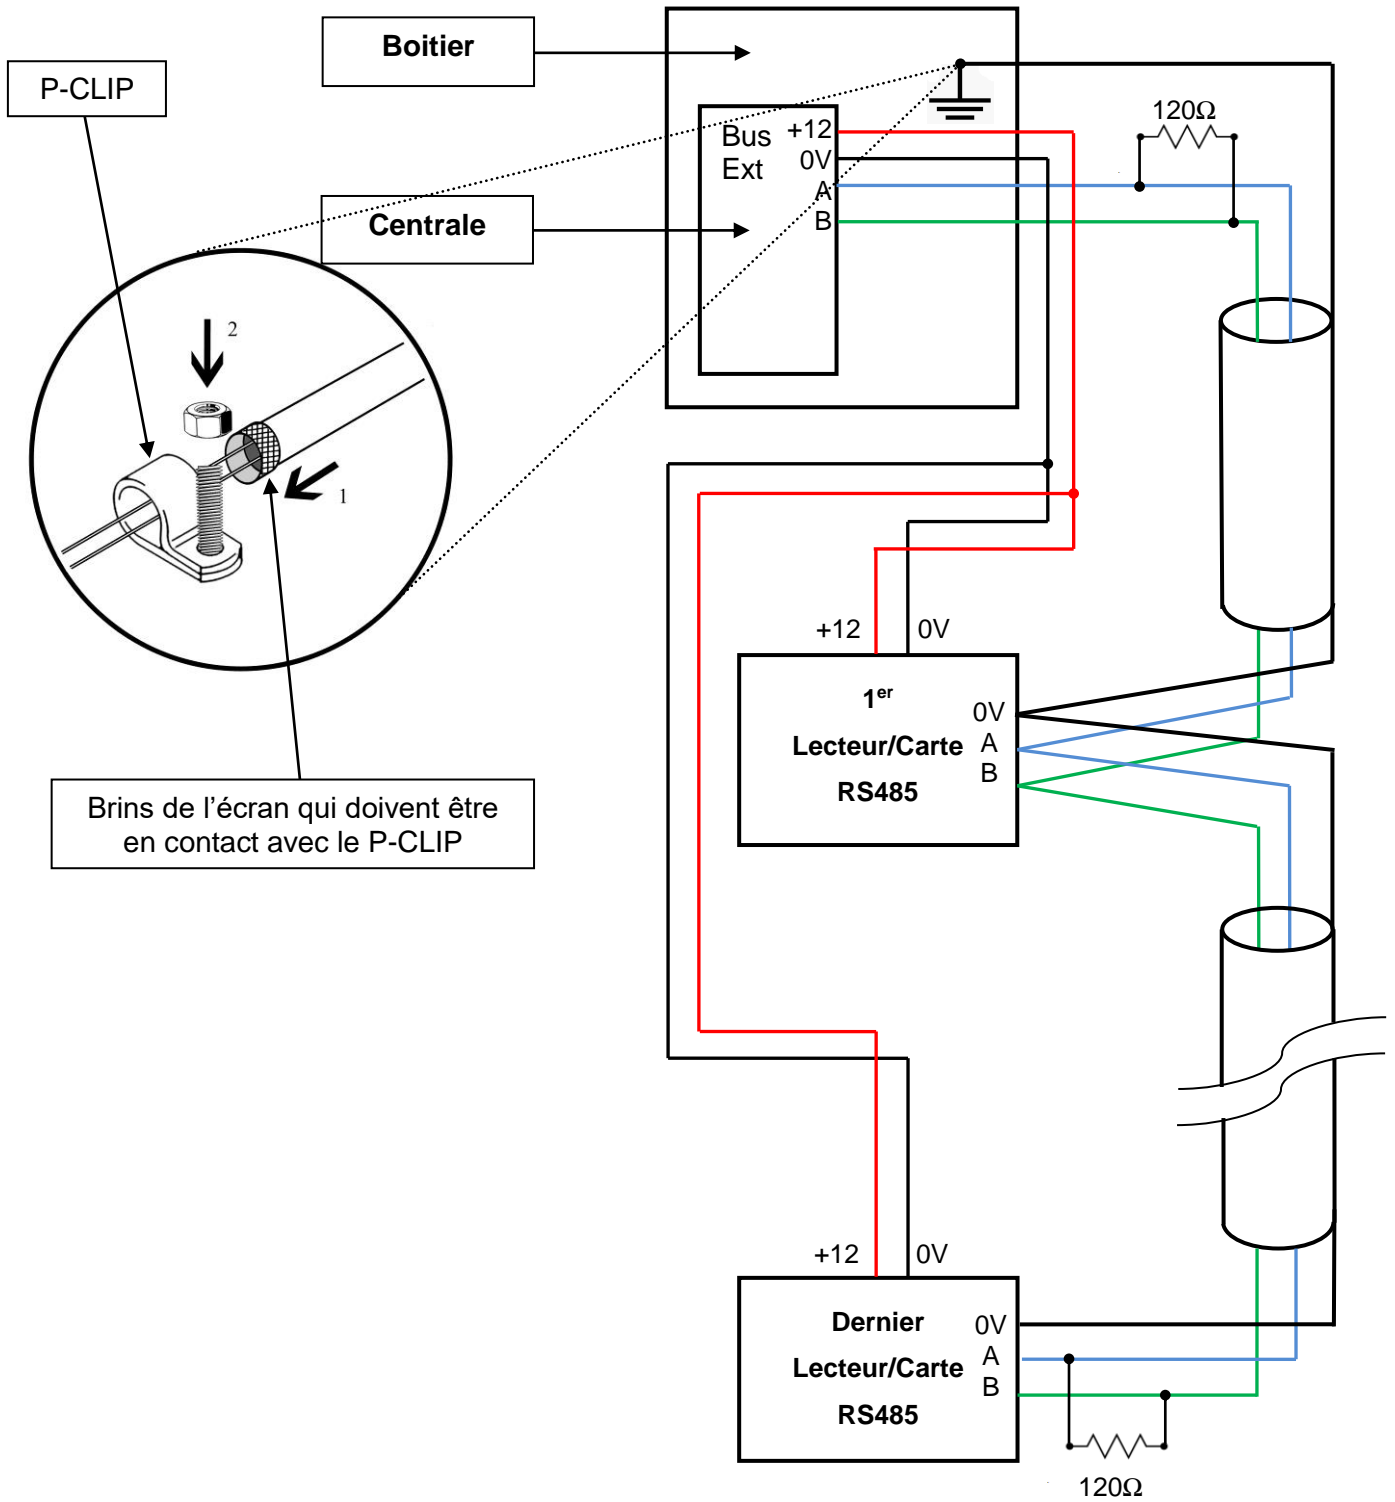 Boitier
P-CLIP
120Ω
Bus
Ext
+12
0V
A
B
Centrale
2
1
+12
0V
1er
Lecteur/Carte
RS485
0V
A
B
Brins de l’écran qui doivent être
en contact avec le P-CLIP
+12
0V
Dernier
Lecteur/Carte
RS485
0V
A
B
120Ω